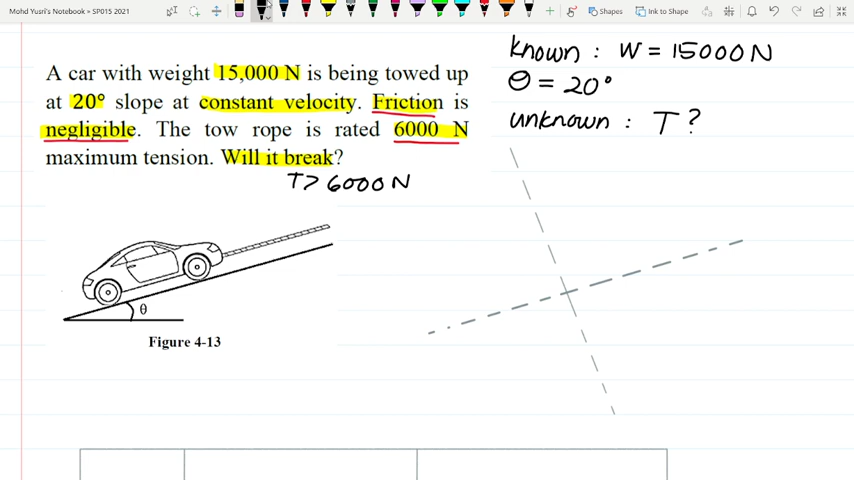 Mohd Yusri's Notebook > SP015 2021
Shapes
Ink to Shape
A car with weight 15,000 N is being towed up
at 20° slope at constant velocity. Friction is
negligible. The tow rope is rated 6000 N
maximum tension. Will it break?
T > 6000 N
known : W = 15000 N
θ = 20°
unknown : T ?
θ
Figure 4-13